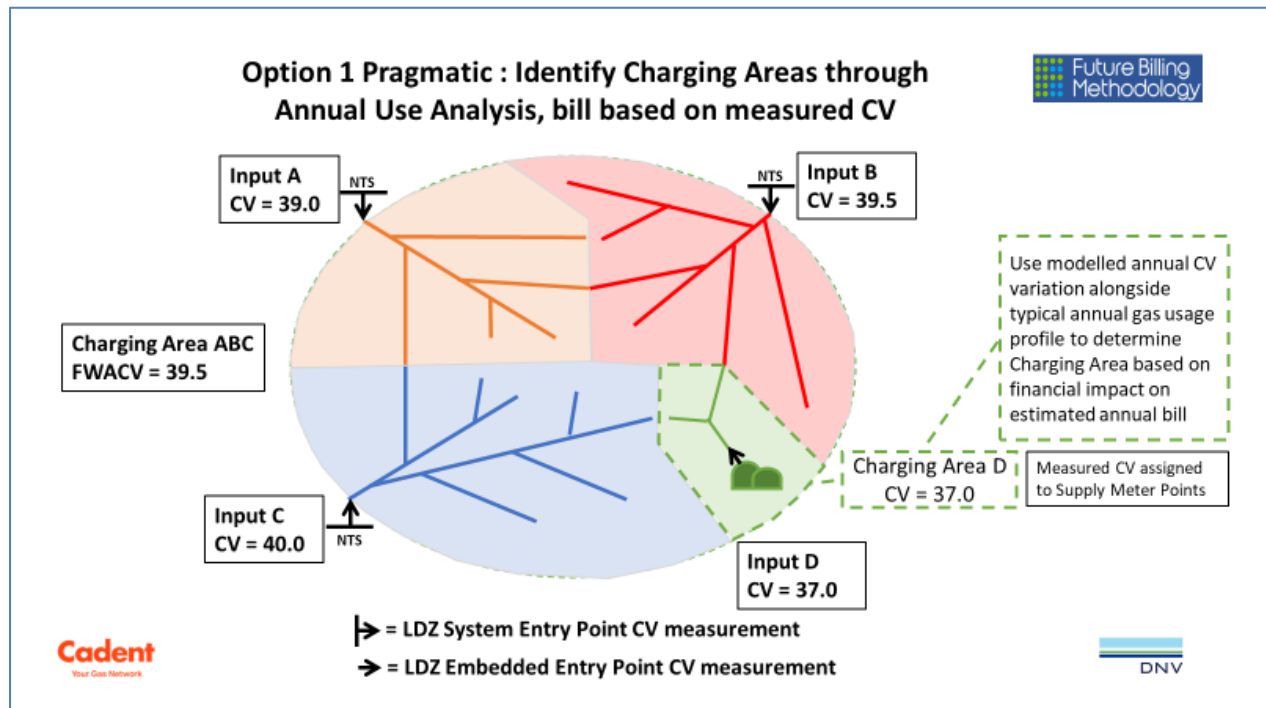 Option 1 Pragmatic : Identify Charging Areas through
Annual Use Analysis, bill based on measured CV
Future Billing
Methodology
Input A
CV = 39.0
NTS
NTS
Input B
CV = 39.5
Use modelled annual CV
variation alongside
typical annual gas usage
profile to determine
Charging Area based on
financial impact on
estimated annual bill
Charging Area ABC
FWACV = 39.5
Charging Area D
CV = 37.0
Measured CV assigned
to Supply Meter Points
Input C
CV = 40.0
NTS
Input D
CV = 37.0
= LDZ System Entry Point CV measurement
= LDZ Embedded Entry Point CV measurement
Cadent
Your Gas Network
DNV